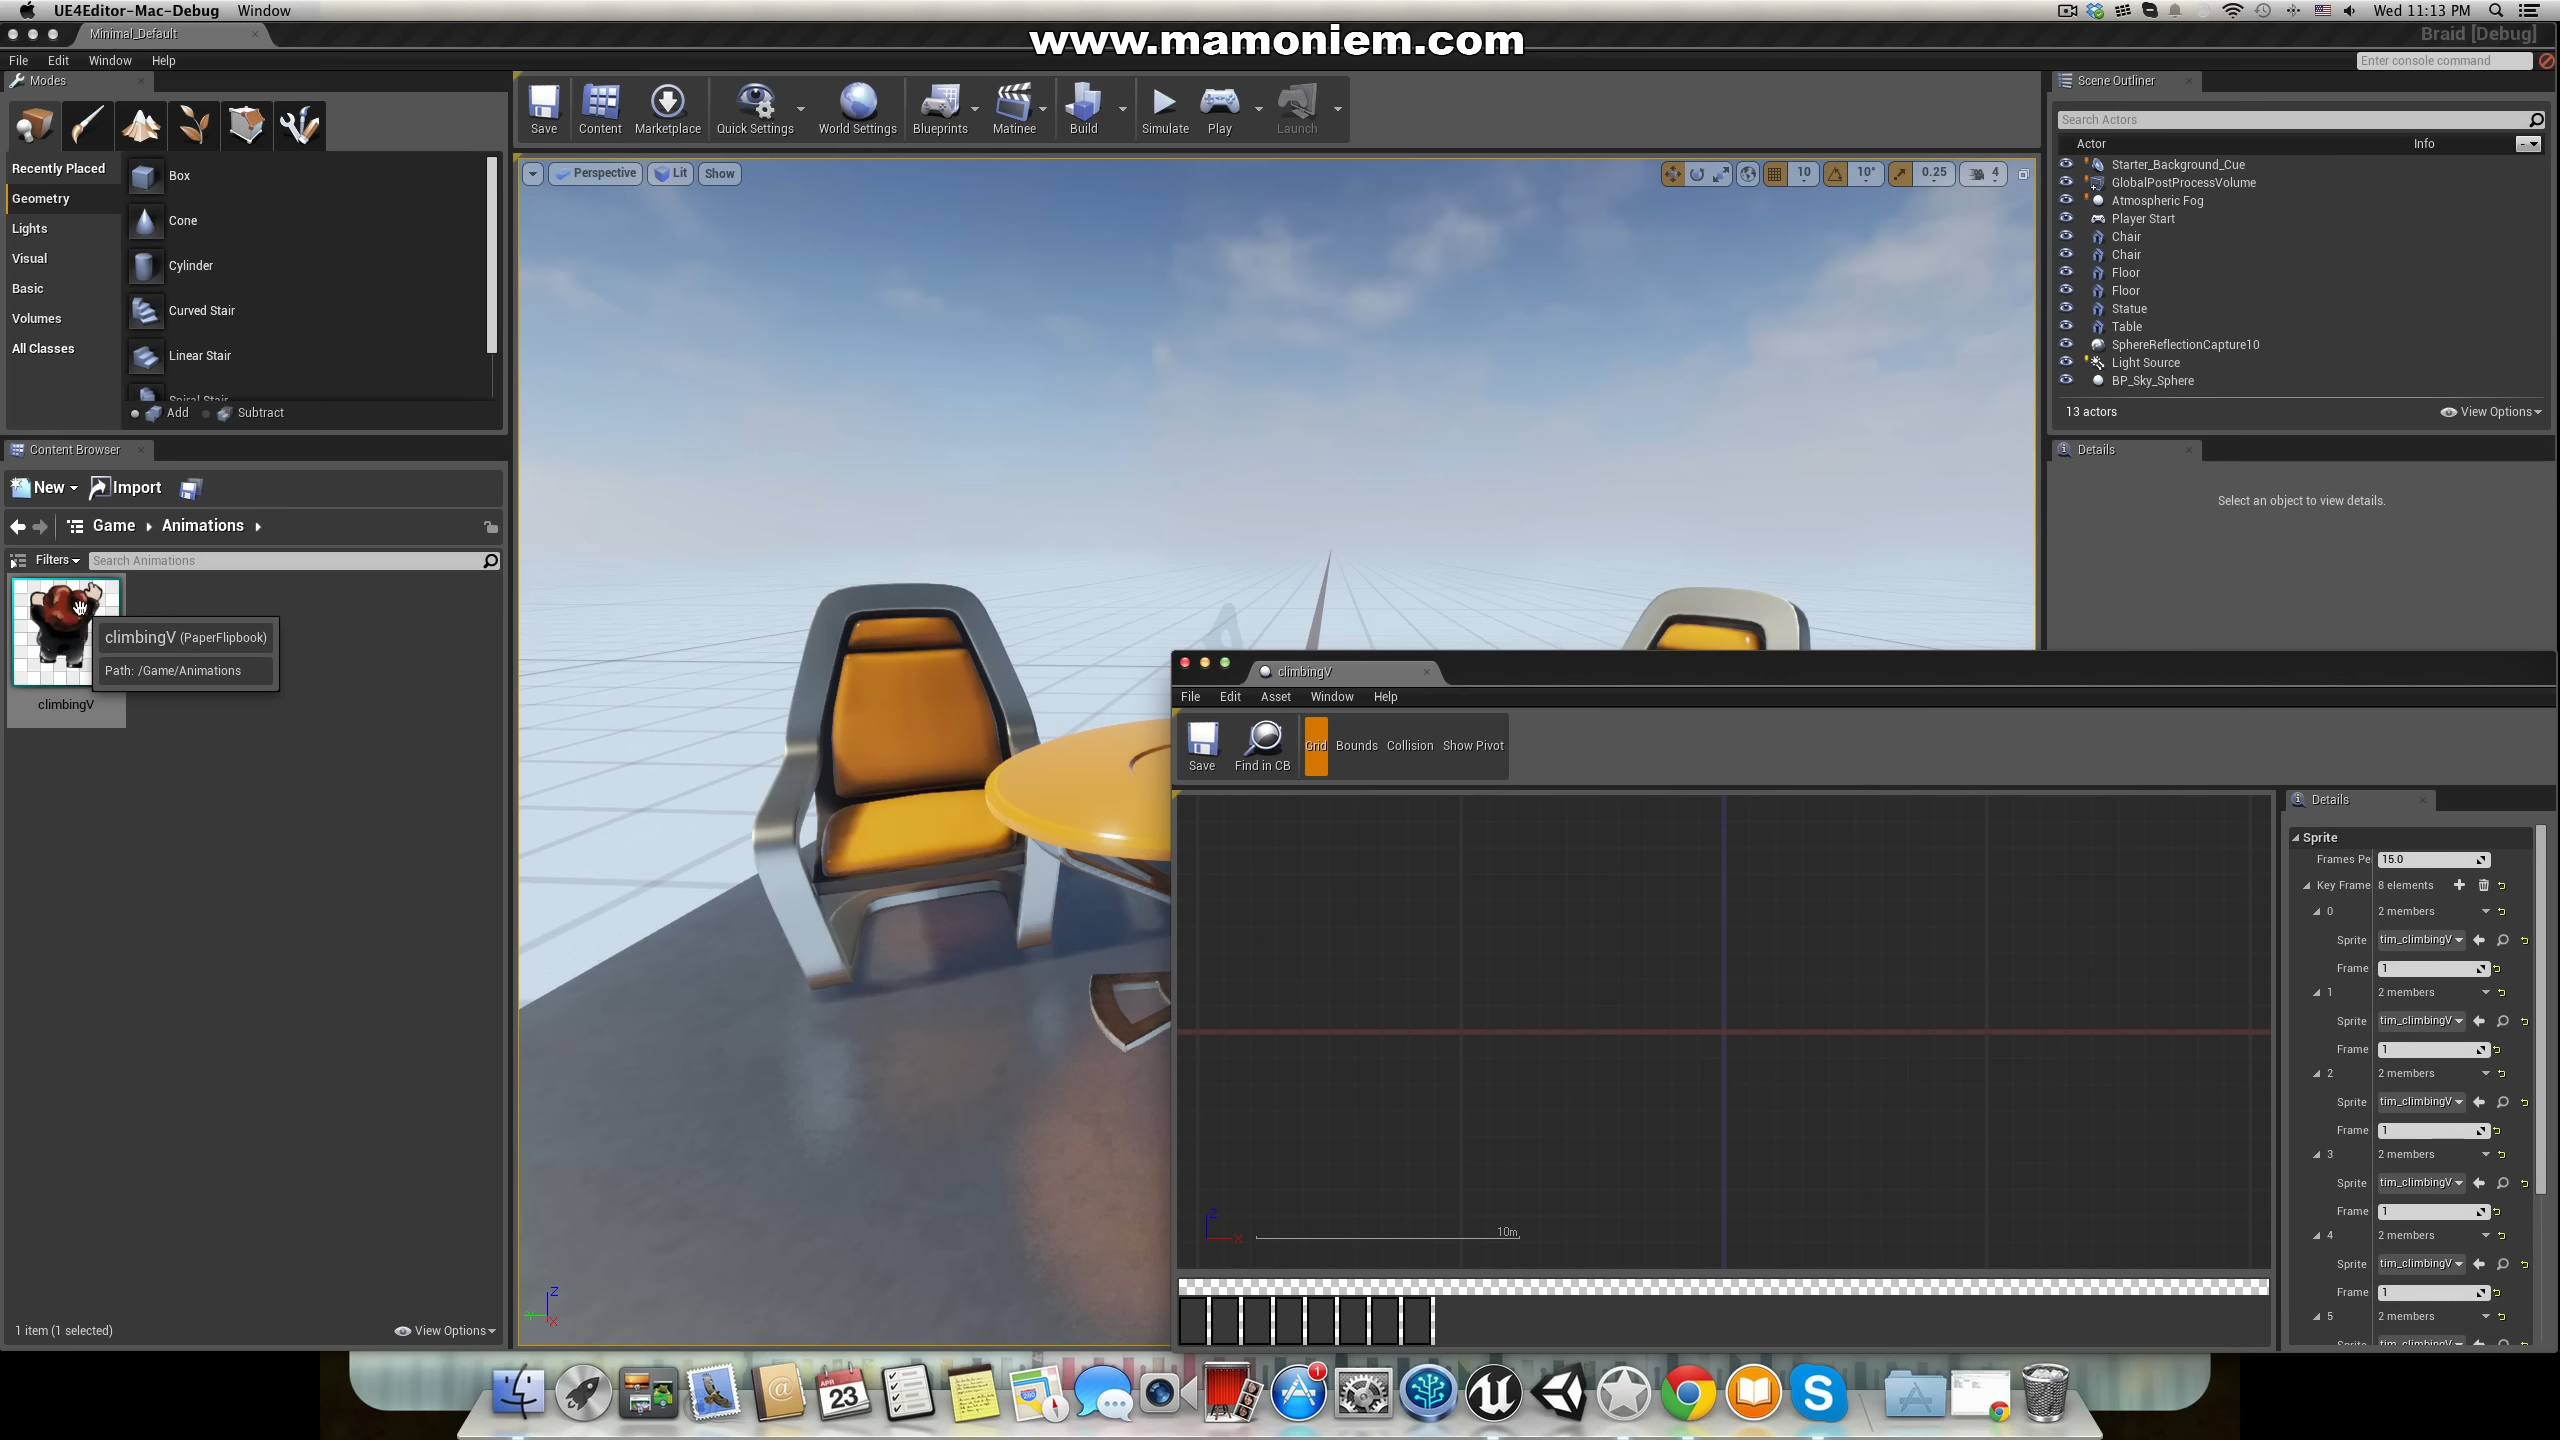 UE4Editor-Mac-Debug Window
Wed 11:13 PM
www.mamoniem.com
Minimal_Default
Braid [Debug]
File Edit Window Help
Enter console command
Modes
Recently Placed
Geometry
Lights
Visual
Basic
Volumes
All Classes
Box
Cone
Cylinder
Curved Stair
Linear Stair
Spiral Stair
Add Subtract
Save
Content
Marketplace
Quick Settings
World Settings
Blueprints
Matinee
Build
Simulate
Play
Launch
Perspective Lit Show
10 10° 0.25 4
Scene Outliner
Search Actors
Actor Info
Starter_Background_Cue
GlobalPostProcessVolume
Atmospheric Fog
Player Start
Chair
Chair
Floor
Floor
Statue
Table
SphereReflectionCapture10
Light Source
BP_Sky_Sphere
13 actors
View Options
Details
Select an object to view details.
Content Browser
New Import
Game Animations
Filters Search Animations
climbingV (PaperFlipbook)
Path: /Game/Animations
climbingV
1 item (1 selected)
View Options
Z
X
climbingV
File Edit Asset Window Help
Save
Find in CB
Grid Bounds Collision Show Pivot
Z
X
10m
Details
Sprite
Frames Pe 15.0
Key Frame 8 elements
0 2 members
Sprite tim_climbingV
Frame 1
1 2 members
Sprite tim_climbingV
Frame 1
2 2 members
Sprite tim_climbingV
Frame 1
3 2 members
Sprite tim_climbingV
Frame 1
4 2 members
Sprite tim_climbingV
Frame 1
5 2 members
APR
23
1